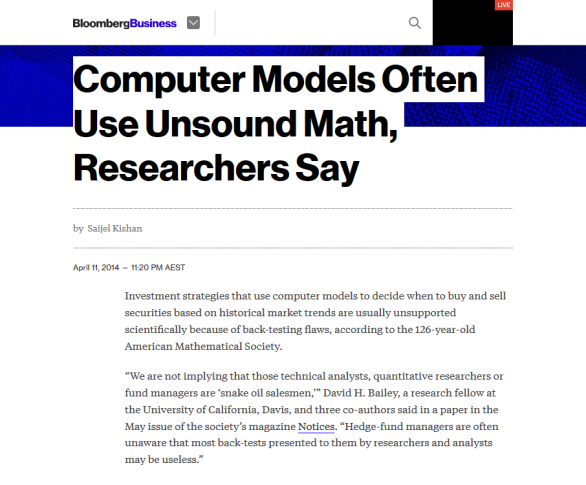 BloombergBusiness
LIVE
Computer Models Often
Use Unsound Math,
Researchers Say
by Saijel Kishan
April 11, 2014 — 11:20 PM AEST
Investment strategies that use computer models to decide when to buy and sell
securities based on historical market trends are usually unsupported
scientifically because of back-testing flaws, according to the 126-year-old
American Mathematical Society.
“We are not implying that those technical analysts, quantitative researchers or
fund managers are ‘snake oil salesmen,’” David H. Bailey, a research fellow at
the University of California, Davis, and three co-authors said in a paper in the
May issue of the society’s magazine Notices. “Hedge-fund managers are often
unaware that most back-tests presented to them by researchers and analysts
may be useless.”